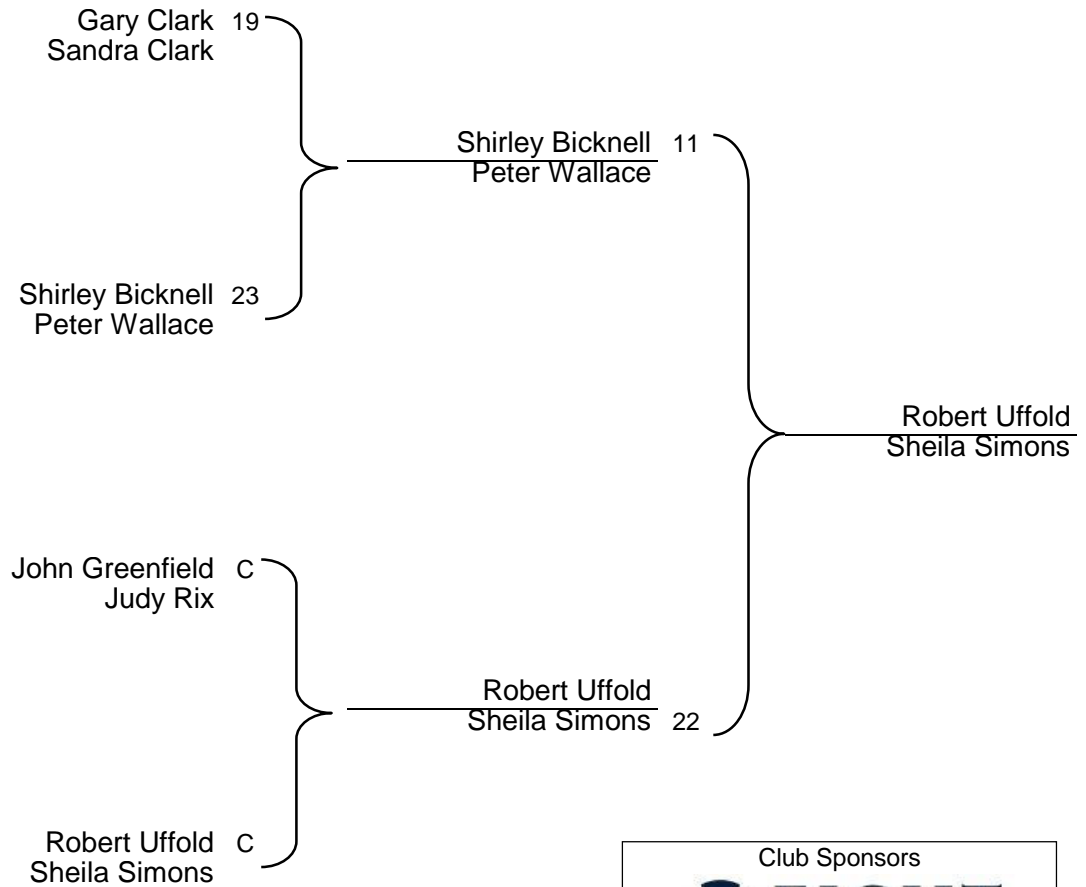 Gary Clark 19
Sandra Clark
Shirley Bicknell 11
Peter Wallace
Shirley Bicknell 23
Peter Wallace
Robert Uffold
Sheila Simons
John Greenfield C
Judy Rix
Robert Uffold
Sheila Simons 22
Robert Uffold C
Sheila Simons
Club Sponsors